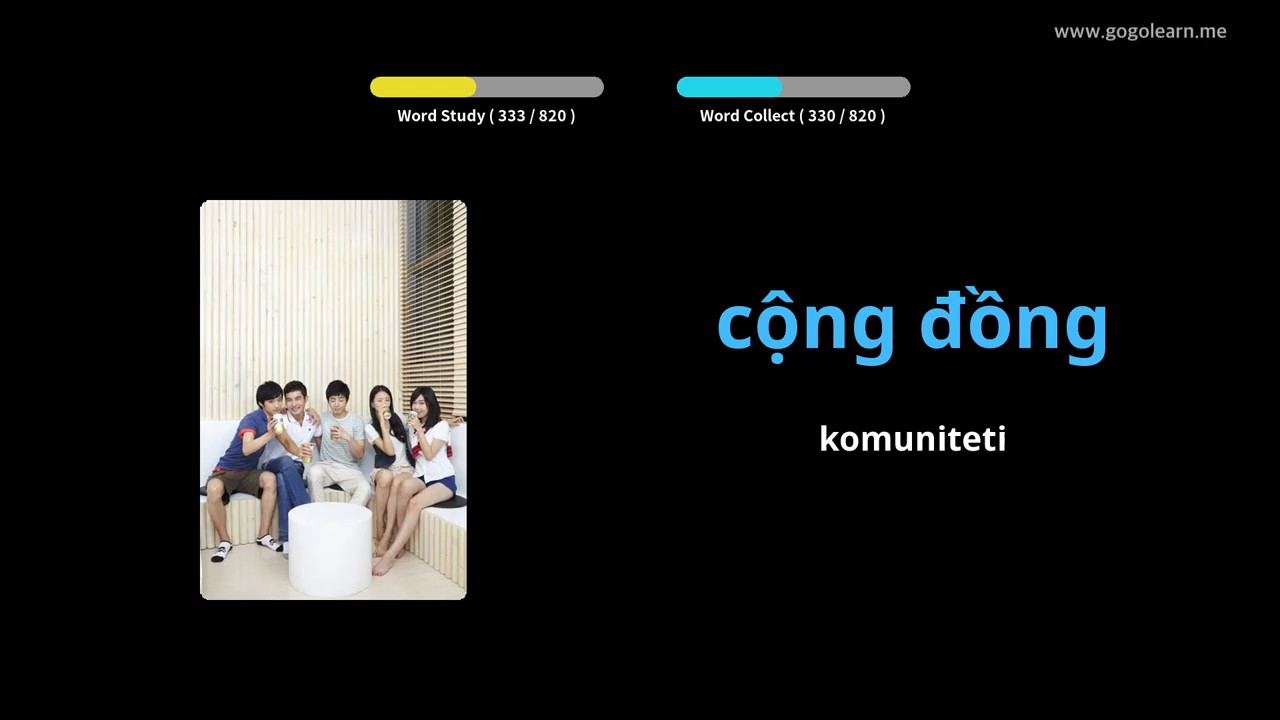 www.gogolearn.me
Word Study ( 333 / 820 )
Word Collect ( 330 / 820 )
cộng đồng
komuniteti